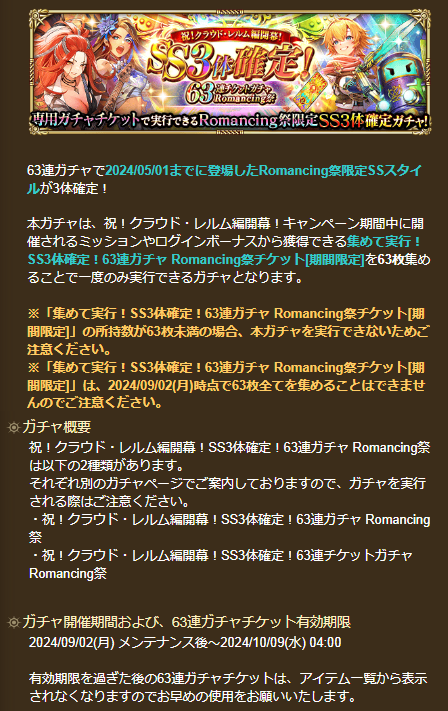 祝!クラウド・レルム編開幕!
SS3体確定!
63連チケットガチャ
Romancing祭
専用ガチャチケットで実行できるRomancing祭限定SS3体確定ガチャ!
63連ガチャで2024/05/01までに登場したRomancing祭限定SSスタイ
ルが3体確定!
本ガチャは、祝!クラウド・レルム編開幕!キャンペーン期間中に開
催されるミッションやログインボーナスから獲得できる集めて実行!
SS3体確定!63連ガチャ Romancing祭チケット[期間限定]を63枚集め
ることで一度のみ実行できるガチャとなります。
※「集めて実行!SS3体確定!63連ガチャ Romancing祭チケット[期
間限定]」の所持数が63枚未満の場合、本ガチャを実行できないためご
注意ください。
※「集めて実行!SS3体確定!63連ガチャ Romancing祭チケット[期
間限定]」は、2024/09/02(月)時点で63枚全てを集めることはできませ
んのでご注意ください。
ガチャ概要
祝!クラウド・レルム編開幕!SS3体確定!63連ガチャ Romancing祭
は以下の2種類があります。
それぞれ別のガチャページでご案内しておりますので、ガチャを実行
される際はご注意ください。
・祝!クラウド・レルム編開幕!SS3体確定!63連ガチャ Romancing
祭
・祝!クラウド・レルム編開幕!SS3体確定!63連チケットガチャ
Romancing祭
ガチャ開催期間および、63連ガチャチケット有効期限
2024/09/02(月) メンテナンス後～2024/10/09(水) 04:00
有効期限を過ぎた後の63連ガチャチケットは、アイテム一覧から表示
されなくなりますのでお早めの使用をお願いいたします。